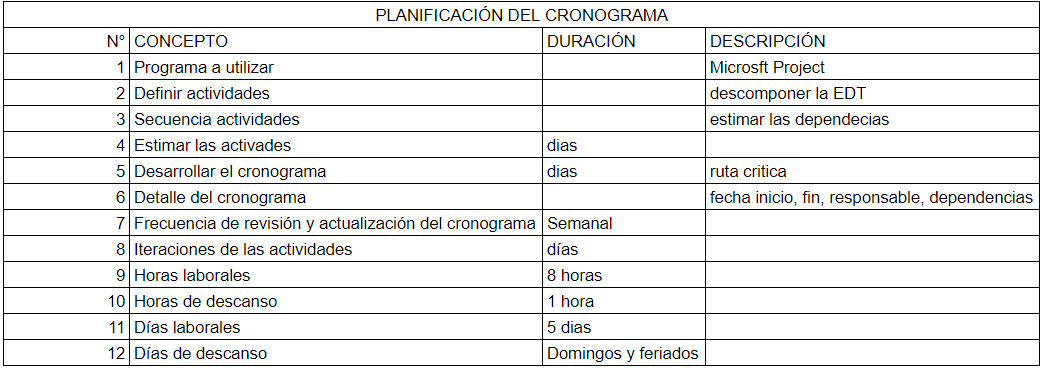 PLANIFICACIÓN DEL CRONOGRAMA
N° CONCEPTO DURACIÓN DESCRIPCIÓN
1 Programa a utilizar Microsft Project
2 Definir actividades descomponer la EDT
3 Secuencia actividades estimar las dependecias
4 Estimar las activades dias
5 Desarrollar el cronograma dias ruta critica
6 Detalle del cronograma fecha inicio, fin, responsable, dependencias
7 Frecuencia de revisión y actualización del cronograma Semanal
8 Iteraciones de las actividades días
9 Horas laborales 8 horas
10 Horas de descanso 1 hora
11 Días laborales 5 dias
12 Días de descanso Domingos y feriados